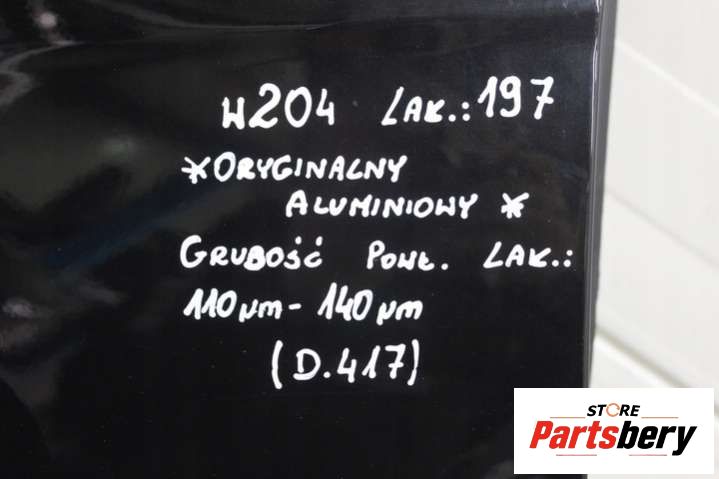 W204 LAK.: 197
*ORYGINALNY
ALUMINIOWY *
GRUBOŚĆ POWŁ. LAK.:
110µm - 140µm
(D.417)
STORE
Partsbery